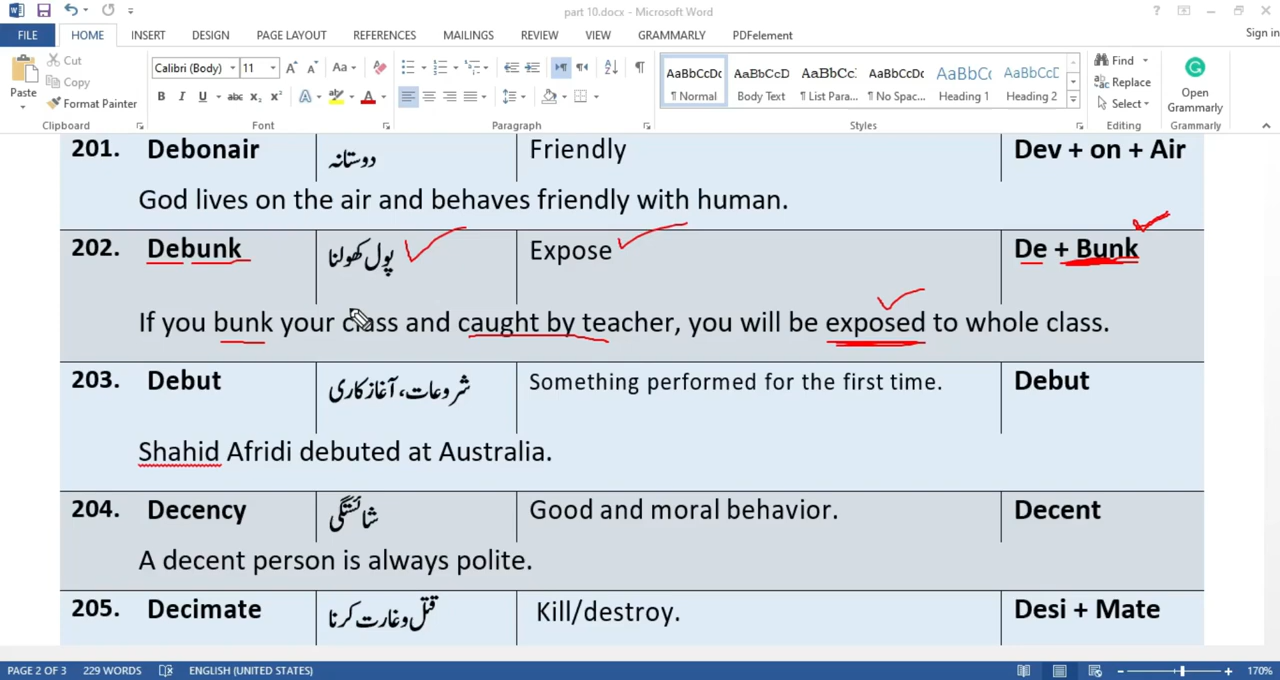 part 10.docx - Microsoft Word
FILE HOME INSERT DESIGN PAGE LAYOUT REFERENCES MAILINGS REVIEW VIEW GRAMMARLY PDFelement Sign in
Paste Cut Copy Format Painter
Calibri (Body) 11
AaBbCcDc AaBbCcD AaBbCcDc AaBbCcDc AaBbCc AaBbCcD
¶ Normal Body Text ¶ List Para... ¶ No Spac... Heading 1 Heading 2
Find Replace Select
Open Grammarly
Clipboard Font Paragraph Styles Editing Grammarly
201. Debonair دوستانہ Friendly Dev + on + Air
God lives on the air and behaves friendly with human.
202. Debunk پول کھولنا Expose De + Bunk
If you bunk your class and caught by teacher, you will be exposed to whole class.
203. Debut شروعات، آغاز کاری Something performed for the first time. Debut
Shahid Afridi debuted at Australia.
204. Decency شائستگی Good and moral behavior. Decent
A decent person is always polite.
205. Decimate قتل و غارت کرنا Kill/destroy. Desi + Mate
PAGE 2 OF 3 229 WORDS ENGLISH (UNITED STATES) 170%